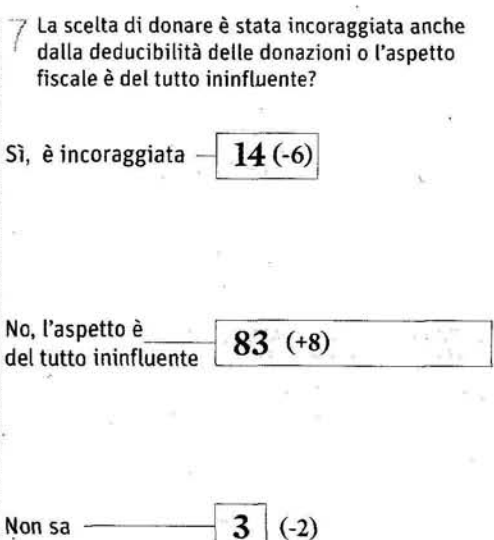 7 La scelta di donare è stata incoraggiata anche
dalla deducibilità delle donazioni o l'aspetto
fiscale è del tutto ininfluente?
Sì, è incoraggiata 14 (-6)
No, l'aspetto è
del tutto ininfluente 83 (+8)
Non sa 3 (-2)